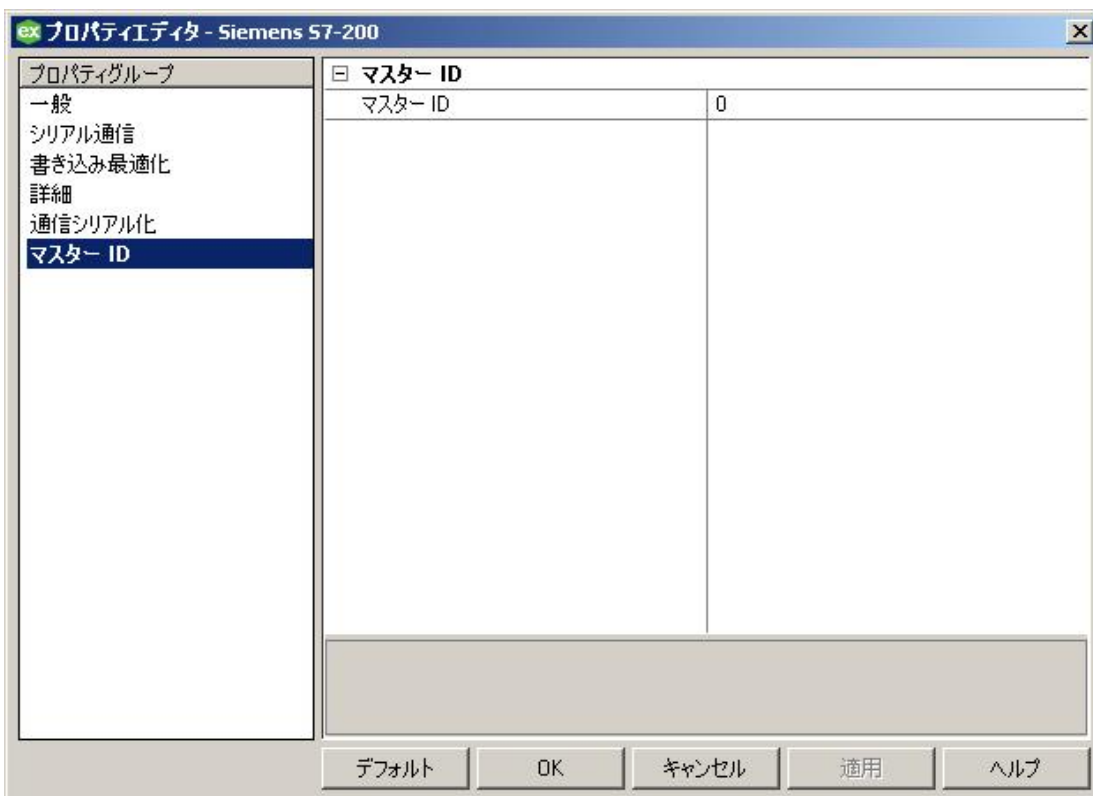 ex プロパティエディタ - Siemens S7-200
プロパティグループ
一般
シリアル通信
書き込み最適化
詳細
通信シリアル化
マスター ID
マスター ID
マスター ID 0
デフォルト OK キャンセル 適用 ヘルプ